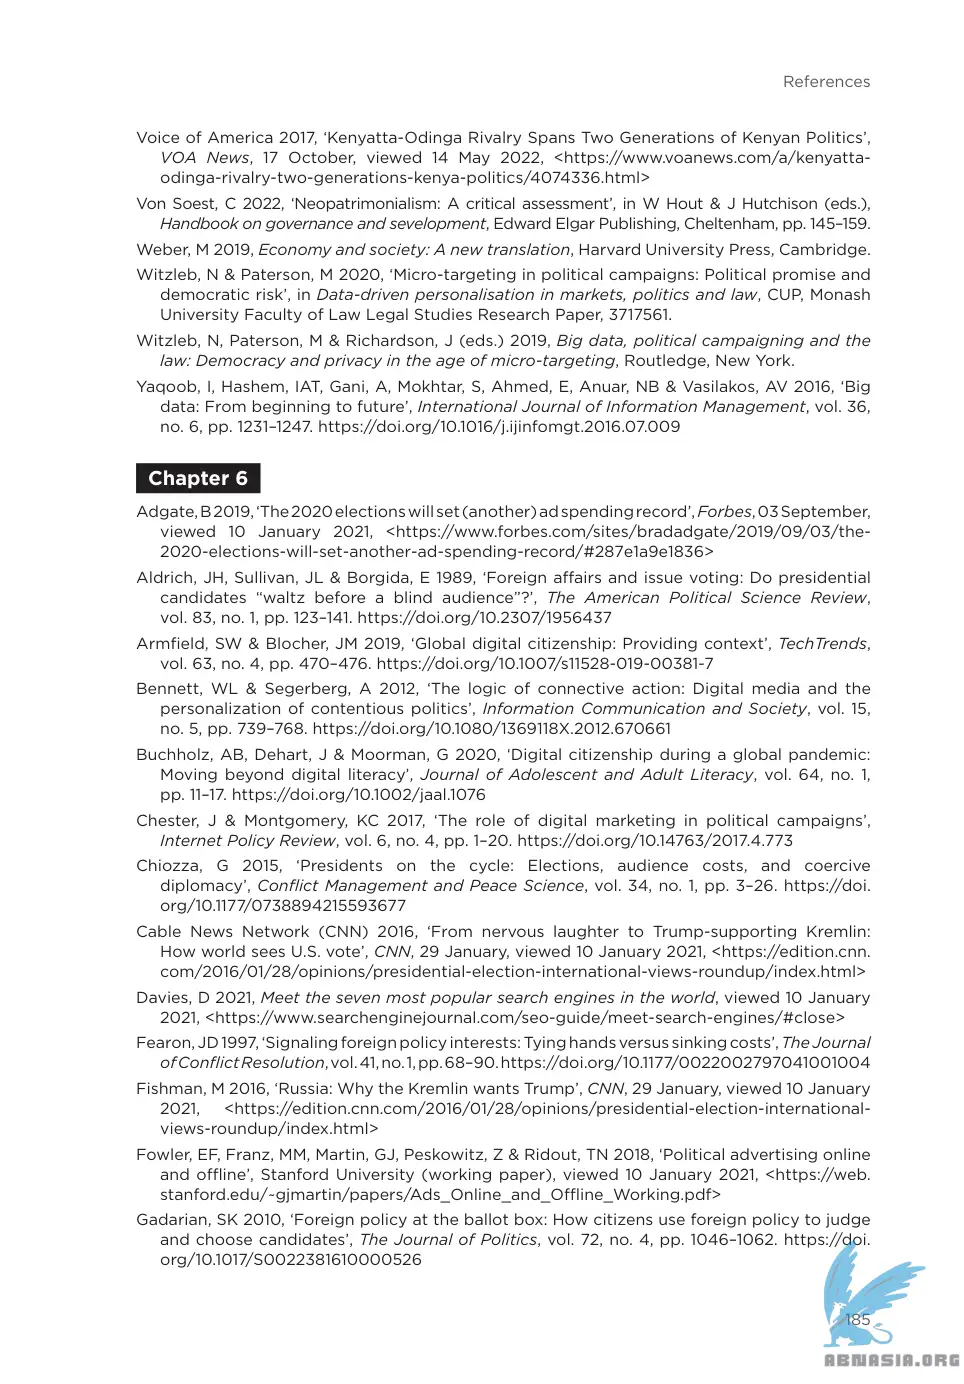 References
Voice of America 2017, ‘Kenyatta-Odinga Rivalry Spans Two Generations of Kenyan Politics’,
VOA News, 17 October, viewed 14 May 2022, <https://www.voanews.com/a/kenyatta-
odinga-rivalry-two-generations-kenya-politics/4074336.html>
Von Soest, C 2022, ‘Neopatrimonialism: A critical assessment’, in W Hout & J Hutchison (eds.),
Handbook on governance and sevelopment, Edward Elgar Publishing, Cheltenham, pp. 145–159.
Weber, M 2019, Economy and society: A new translation, Harvard University Press, Cambridge.
Witzleb, N & Paterson, M 2020, ‘Micro-targeting in political campaigns: Political promise and
democratic risk’, in Data-driven personalisation in markets, politics and law, CUP, Monash
University Faculty of Law Legal Studies Research Paper, 3717561.
Witzleb, N, Paterson, M & Richardson, J (eds.) 2019, Big data, political campaigning and the
law: Democracy and privacy in the age of micro-targeting, Routledge, New York.
Yaqoob, I, Hashem, IAT, Gani, A, Mokhtar, S, Ahmed, E, Anuar, NB & Vasilakos, AV 2016, ‘Big
data: From beginning to future’, International Journal of Information Management, vol. 36,
no. 6, pp. 1231–1247. https://doi.org/10.1016/j.ijinfomgt.2016.07.009
Chapter 6
Adgate, B 2019, ‘The 2020 elections will set (another) ad spending record’, Forbes, 03 September,
viewed 10 January 2021, <https://www.forbes.com/sites/bradadgate/2019/09/03/the-
2020-elections-will-set-another-ad-spending-record/#287e1a9e1836>
Aldrich, JH, Sullivan, JL & Borgida, E 1989, ‘Foreign affairs and issue voting: Do presidential
candidates “waltz before a blind audience”?’, The American Political Science Review,
vol. 83, no. 1, pp. 123–141. https://doi.org/10.2307/1956437
Armfield, SW & Blocher, JM 2019, ‘Global digital citizenship: Providing context’, TechTrends,
vol. 63, no. 4, pp. 470–476. https://doi.org/10.1007/s11528-019-00381-7
Bennett, WL & Segerberg, A 2012, ‘The logic of connective action: Digital media and the
personalization of contentious politics’, Information Communication and Society, vol. 15,
no. 5, pp. 739–768. https://doi.org/10.1080/1369118X.2012.670661
Buchholz, AB, Dehart, J & Moorman, G 2020, ‘Digital citizenship during a global pandemic:
Moving beyond digital literacy’, Journal of Adolescent and Adult Literacy, vol. 64, no. 1,
pp. 11–17. https://doi.org/10.1002/jaal.1076
Chester, J & Montgomery, KC 2017, ‘The role of digital marketing in political campaigns’,
Internet Policy Review, vol. 6, no. 4, pp. 1–20. https://doi.org/10.14763/2017.4.773
Chiozza, G 2015, ‘Presidents on the cycle: Elections, audience costs, and coercive
diplomacy’, Conflict Management and Peace Science, vol. 34, no. 1, pp. 3–26. https://doi.
org/10.1177/0738894215593677
Cable News Network (CNN) 2016, ‘From nervous laughter to Trump-supporting Kremlin:
How world sees U.S. vote’, CNN, 29 January, viewed 10 January 2021, <https://edition.cnn.
com/2016/01/28/opinions/presidential-election-international-views-roundup/index.html>
Davies, D 2021, Meet the seven most popular search engines in the world, viewed 10 January
2021, <https://www.searchenginejournal.com/seo-guide/meet-search-engines/#close>
Fearon, JD 1997, ‘Signaling foreign policy interests: Tying hands versus sinking costs’, The Journal
of Conflict Resolution, vol. 41, no. 1, pp. 68–90. https://doi.org/10.1177/0022002797041001004
Fishman, M 2016, ‘Russia: Why the Kremlin wants Trump’, CNN, 29 January, viewed 10 January
2021, <https://edition.cnn.com/2016/01/28/opinions/presidential-election-international-
views-roundup/index.html>
Fowler, EF, Franz, MM, Martin, GJ, Peskowitz, Z & Ridout, TN 2018, ‘Political advertising online
and offline’, Stanford University (working paper), viewed 10 January 2021, <https://web.
stanford.edu/~gjmartin/papers/Ads_Online_and_Offline_Working.pdf>
Gadarian, SK 2010, ‘Foreign policy at the ballot box: How citizens use foreign policy to judge
and choose candidates’, The Journal of Politics, vol. 72, no. 4, pp. 1046–1062. https://doi.
org/10.1017/S0022381610000526
185
ABNASIA.ORG